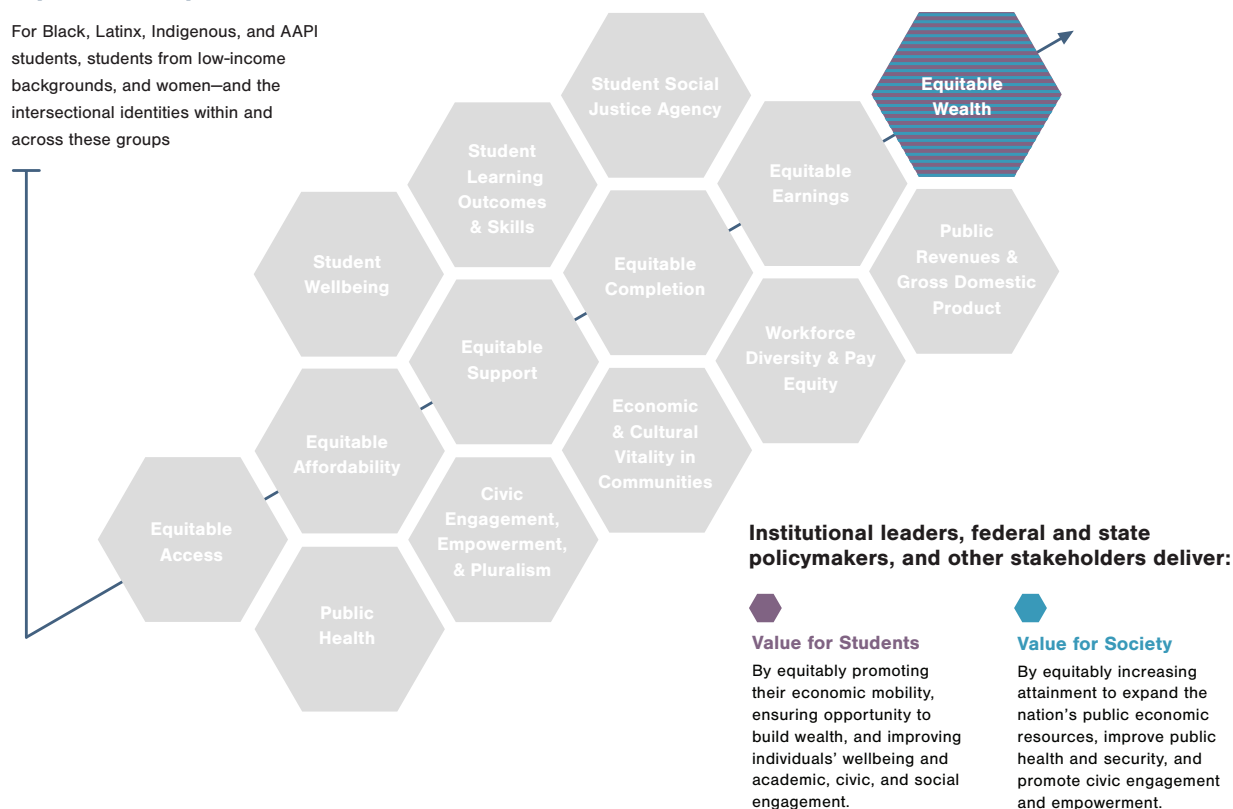 For Black, Latinx, Indigenous, and AAPI
students, students from low-income
backgrounds, and women—and the
intersectional identities within and
across these groups
Student Social
Justice Agency
Equitable
Wealth
Student
Learning
Outcomes
& Skills
Equitable
Earnings
Student
Wellbeing
Equitable
Completion
Public
Revenues &
Gross Domestic
Product
Equitable
Support
Workforce
Diversity & Pay
Equity
Equitable
Affordability
Economic
& Cultural
Vitality in
Communities
Equitable
Access
Civic
Engagement,
Empowerment,
& Pluralism
Public
Health
Institutional leaders, federal and state
policymakers, and other stakeholders deliver:
Value for Students
By equitably promoting
their economic mobility,
ensuring opportunity to
build wealth, and improving
individuals’ wellbeing and
academic, civic, and social
engagement.
Value for Society
By equitably increasing
attainment to expand the
nation’s public economic
resources, improve public
health and security, and
promote civic engagement
and empowerment.